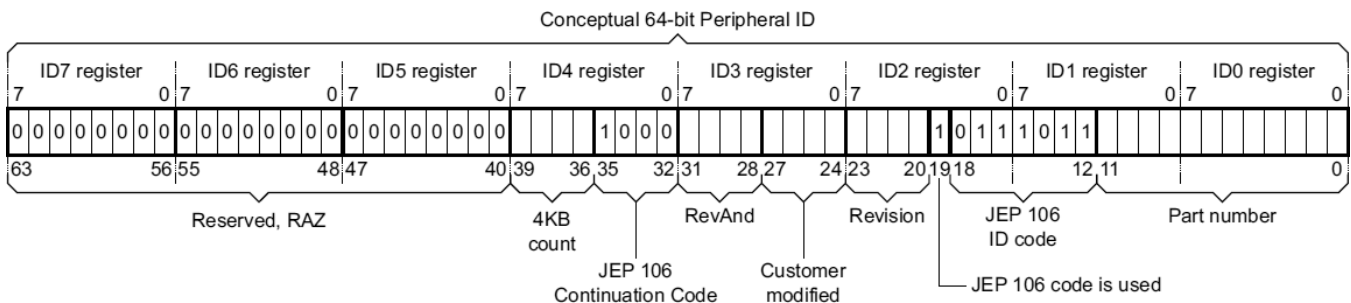 Conceptual 64-bit Peripheral ID
ID7 register ID6 register ID5 register ID4 register ID3 register ID2 register ID1 register ID0 register
7 0 7 0 7 0 7 0 7 0 7 0 7 0 7 0
0 0 0 0 0 0 0 0 0 0 0 0 0 0 0 0 0 0 0 0 0 0 0 0 1 0 0 0 1 0 1 1 1 0 1 1
63 56 55 48 47 40 39 36 35 32 31 28 27 24 23 20 19 18 12 11 0
Reserved, RAZ 4KB RevAnd Revision JEP 106 Part number
count ID code
JEP 106 Customer JEP 106 code is used
Continuation Code modified